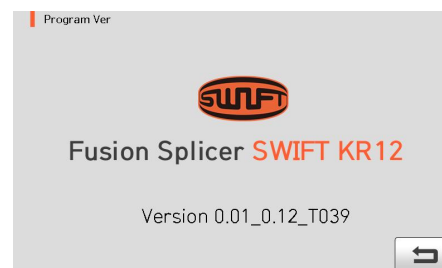 Program Ver
SWIFT
Fusion Splicer SWIFT KR12
Version 0.01_0.12_T039